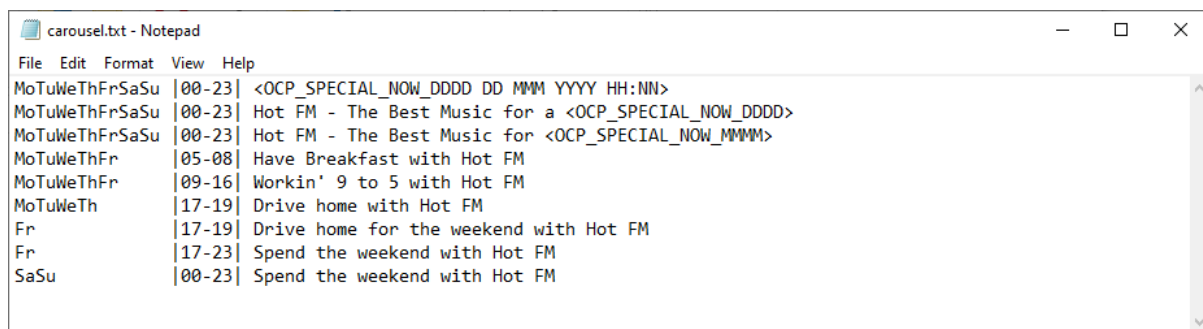 carousel.txt - Notepad
File Edit Format View Help
MoTuWeThFrSaSu |00-23| <OCP_SPECIAL_NOW_DDDD DD MMM YYYY HH:NN>
MoTuWeThFrSaSu |00-23| Hot FM - The Best Music for a <OCP_SPECIAL_NOW_DDDD>
MoTuWeThFrSaSu |00-23| Hot FM - The Best Music for <OCP_SPECIAL_NOW_MMMM>
MoTuWeThFr     |05-08| Have Breakfast with Hot FM
MoTuWeThFr     |09-16| Workin' 9 to 5 with Hot FM
MoTuWeTh       |17-19| Drive home with Hot FM
Fr             |17-19| Drive home for the weekend with Hot FM
Fr             |17-23| Spend the weekend with Hot FM
SaSu           |00-23| Spend the weekend with Hot FM